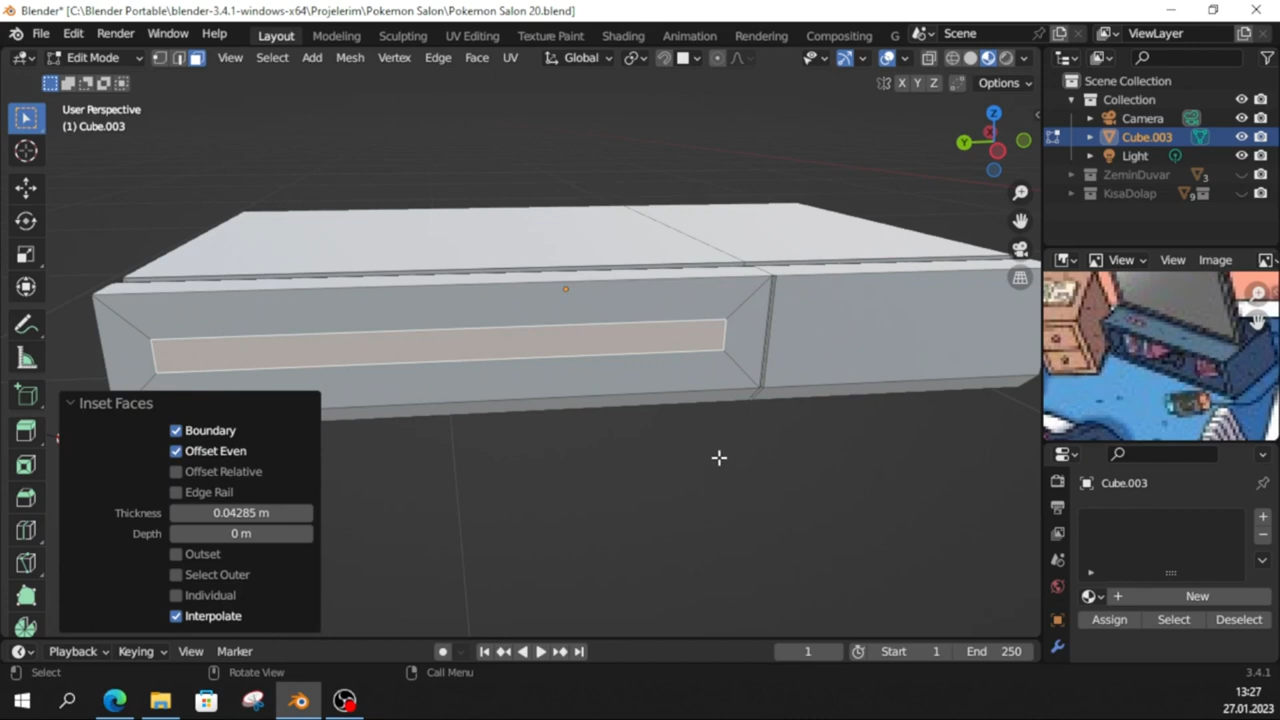 Blender* [C:\Blender Portable\blender-3.4.1-windows-x64\Projelerim\Pokemon Salon\Pokemon Salon 20.blend]
File Edit Render Window Help Layout Modeling Sculpting UV Editing Texture Paint Shading Animation Rendering Compositing G Scene ViewLayer
Edit Mode View Select Add Mesh Vertex Edge Face UV Global
X Y Z Options
User Perspective
(1) Cube.003
Z
Y
Scene Collection
Collection
Camera
Cube.003
Light
ZeminDuvar 3
KısaDolap 9
View View Image
Inset Faces
Boundary
Offset Even
Offset Relative
Edge Rail
Thickness 0.04285 m
Depth 0 m
Outset
Select Outer
Individual
Interpolate
Cube.003
New
Assign Select Deselect
Playback Keying View Marker 1 Start 1 End 250
Select Rotate View Call Menu 3.4.1
13:27
27.01.2023